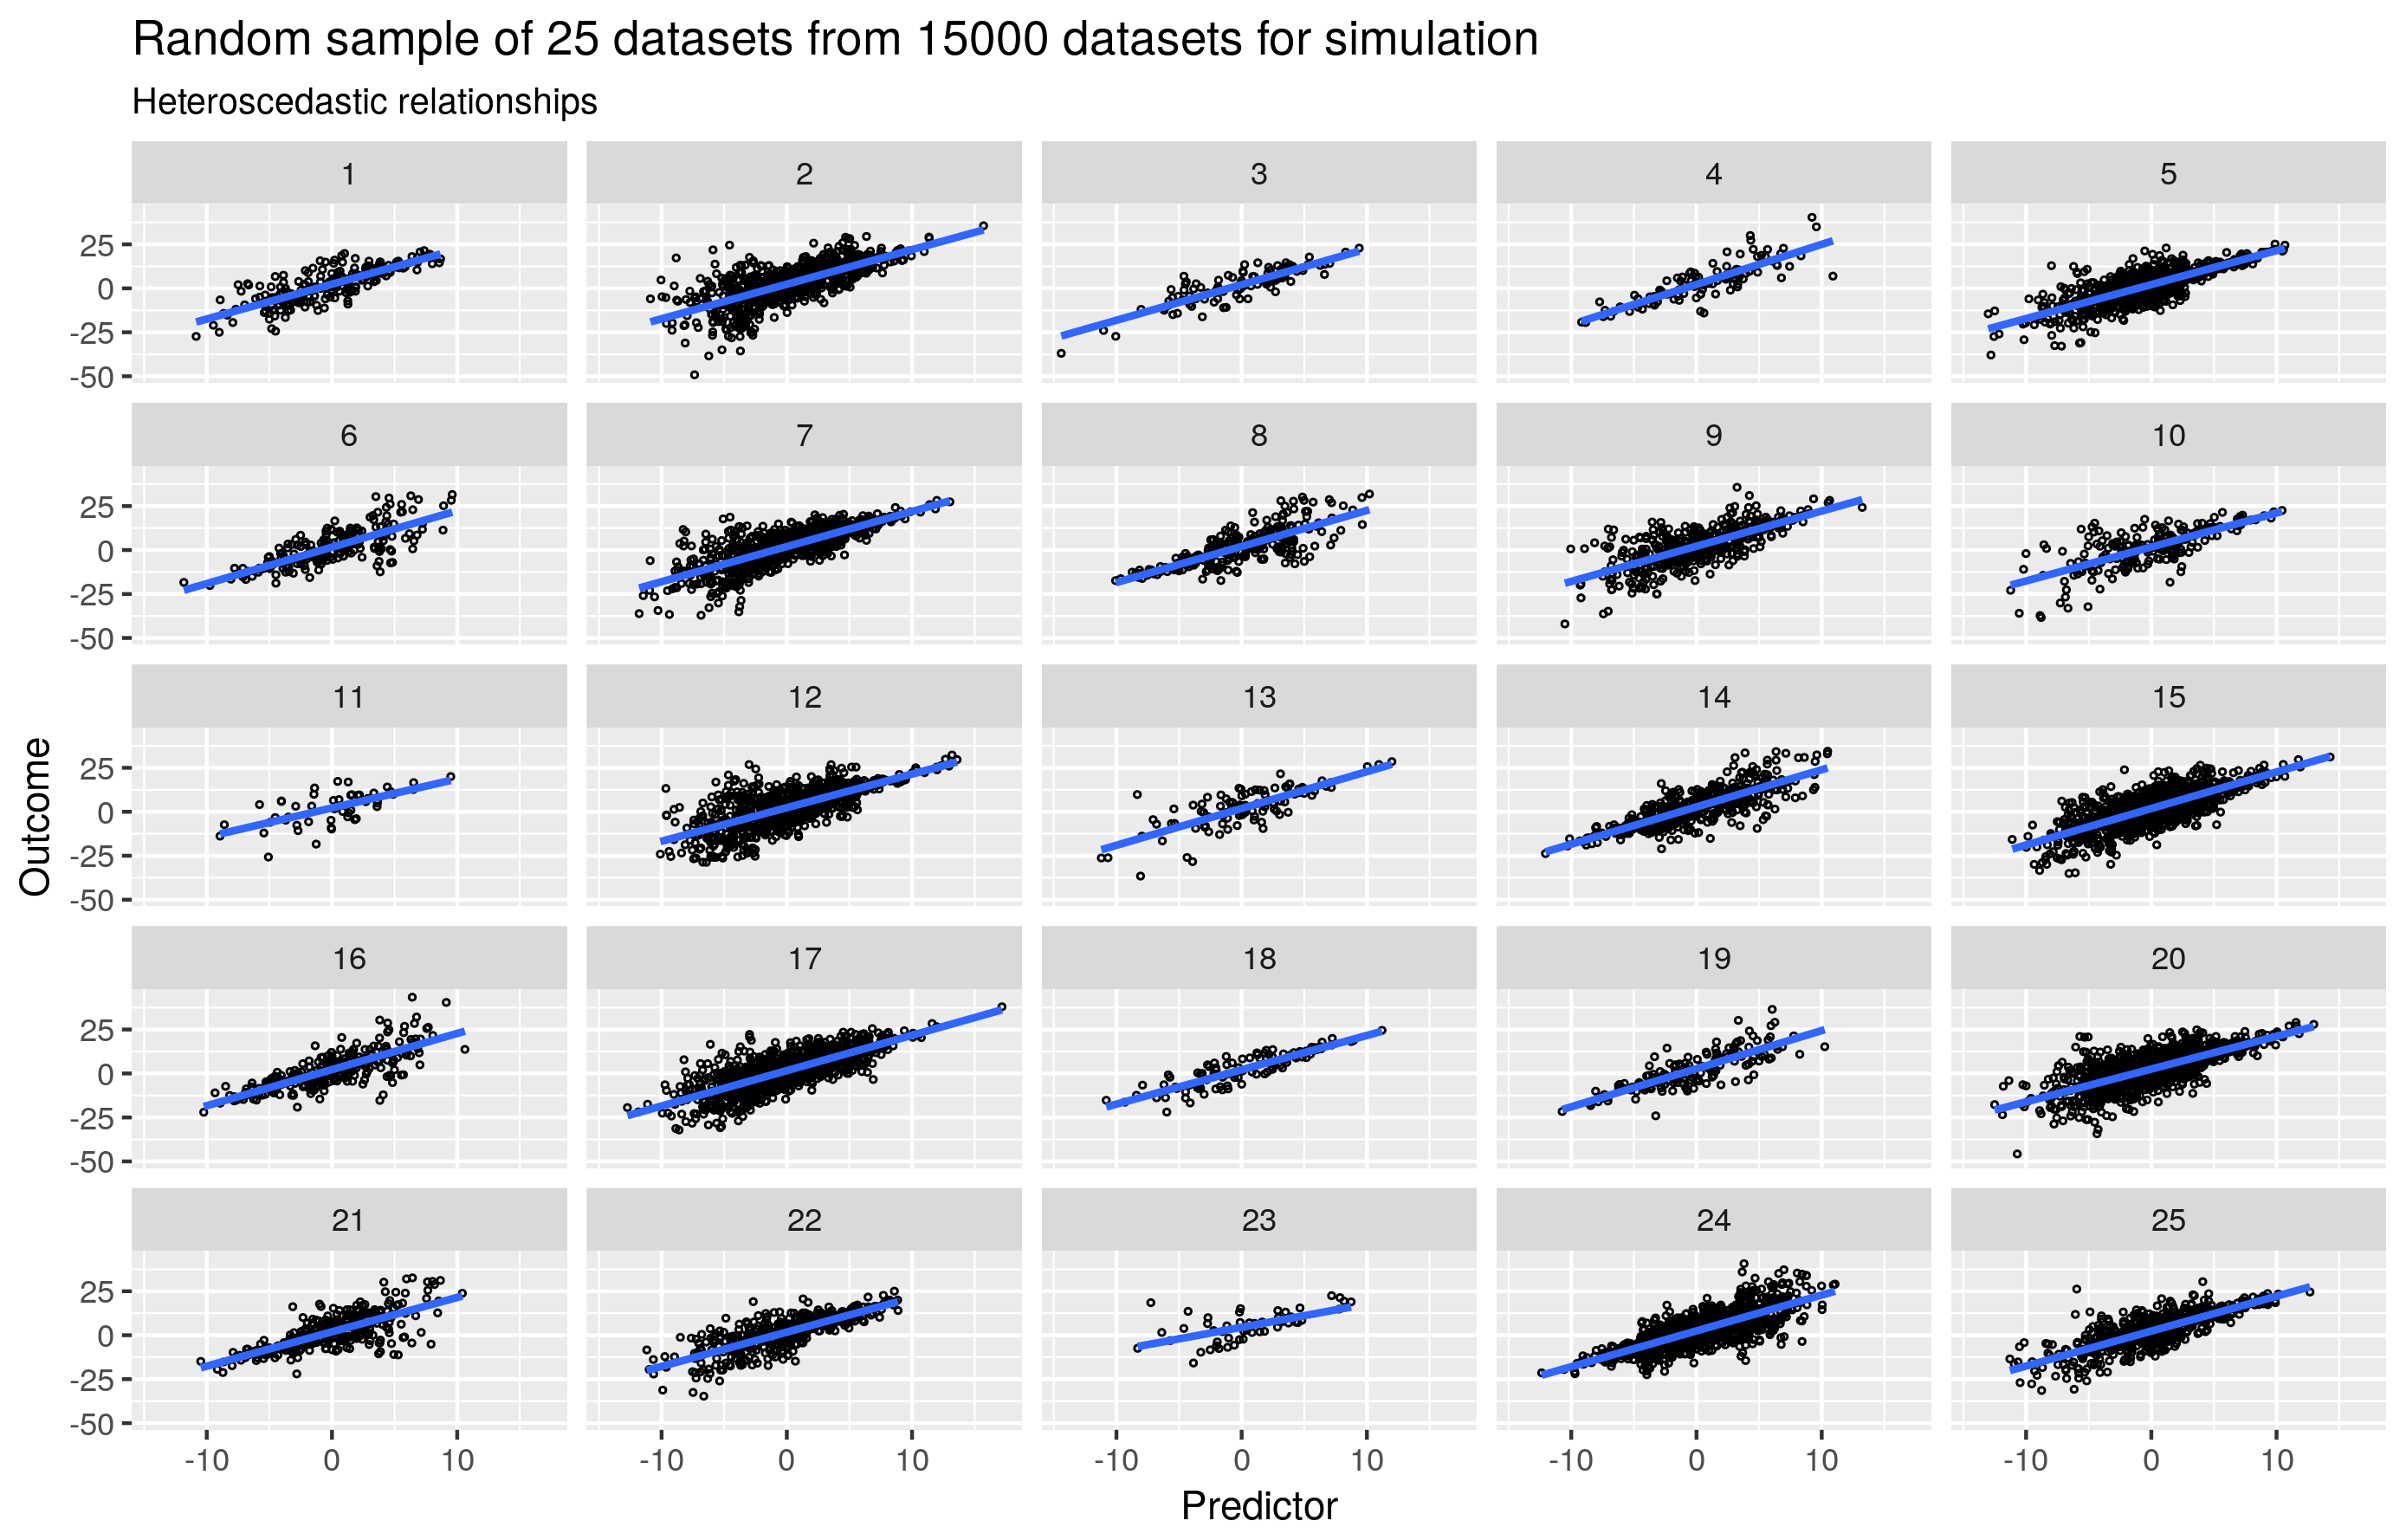 Random sample of 25 datasets from 15000 datasets for simulation
Heteroscedastic relationships
1 2 3 4 5
25
0
-25
-50
6 7 8 9 10
25
0
-25
-50
11 12 13 14 15
25
0
-25
-50
Outcome
16 17 18 19 20
25
0
-25
-50
21 22 23 24 25
25
0
-25
-50
-10 0 10 -10 0 10 -10 0 10 -10 0 10 -10 0 10
Predictor